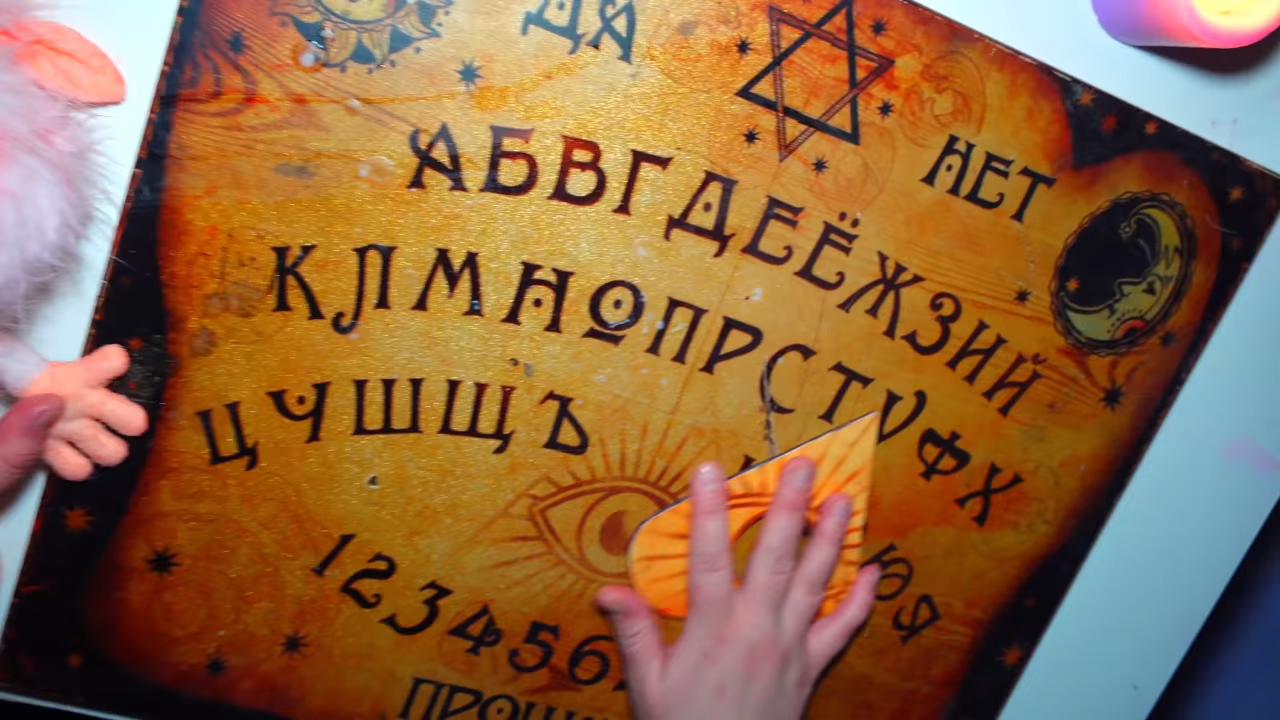 ДА
НЕТ
АБВГДЕЁЖЗИЙ
КЛМНОПРСТУФХ
ЦЧШЩЪ ЮЯ
123456